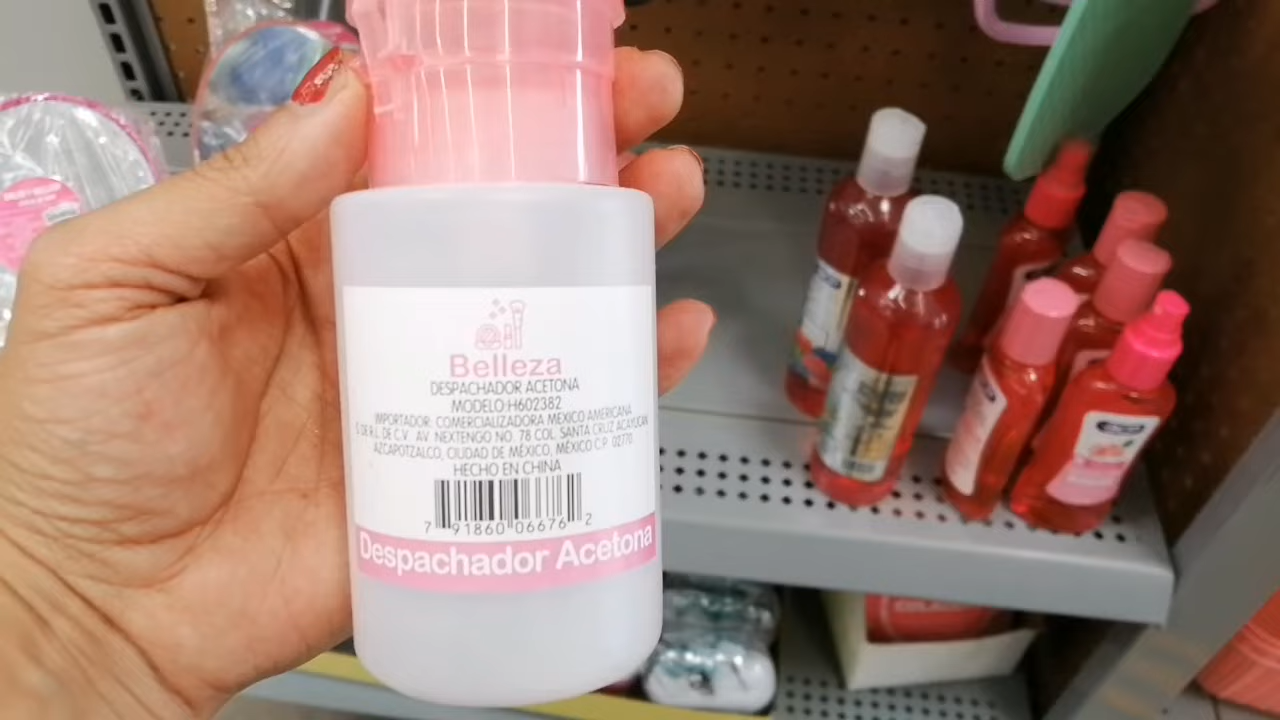 Belleza
DESPACHADOR ACETONA
MODELO:H602382
IMPORTADOR: COMERCIALIZADORA MEXICO AMERICANA
S DE R.L. DE C.V. AV. NEXTENGO NO. 78 COL. SANTA CRUZ ACAYUCAN
AZCAPOTZALCO, CIUDAD DE MÉXICO, MÉXICO C.P. 02770.
HECHO EN CHINA
7 91860 06676 2
Despachador Acetona